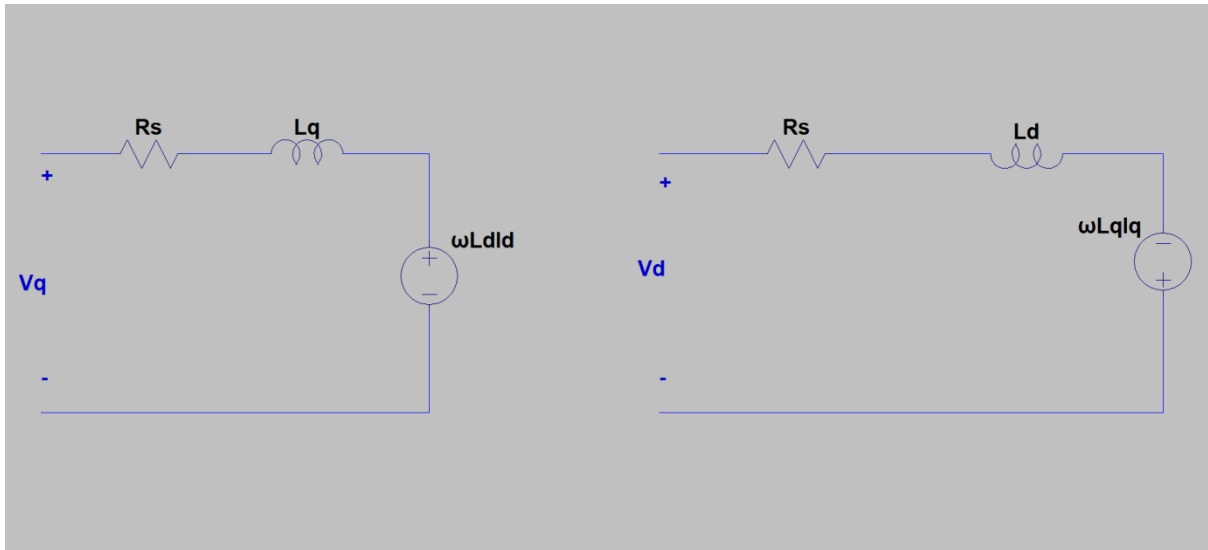 Rs
Lq
+
ωLdId
+
−
Vq
-
Rs
Ld
+
ωLqIq
−
+
Vd
-